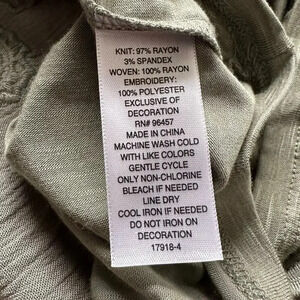 KNIT: 97% RAYON
3% SPANDEX
WOVEN: 100% RAYON
EMBROIDERY:
100% POLYESTER
EXCLUSIVE OF
DECORATION
RN# 96457
MADE IN CHINA
MACHINE WASH COLD
WITH LIKE COLORS
GENTLE CYCLE
ONLY NON-CHLORINE
BLEACH IF NEEDED
LINE DRY
COOL IRON IF NEEDED
DO NOT IRON ON
DECORATION
17918-4